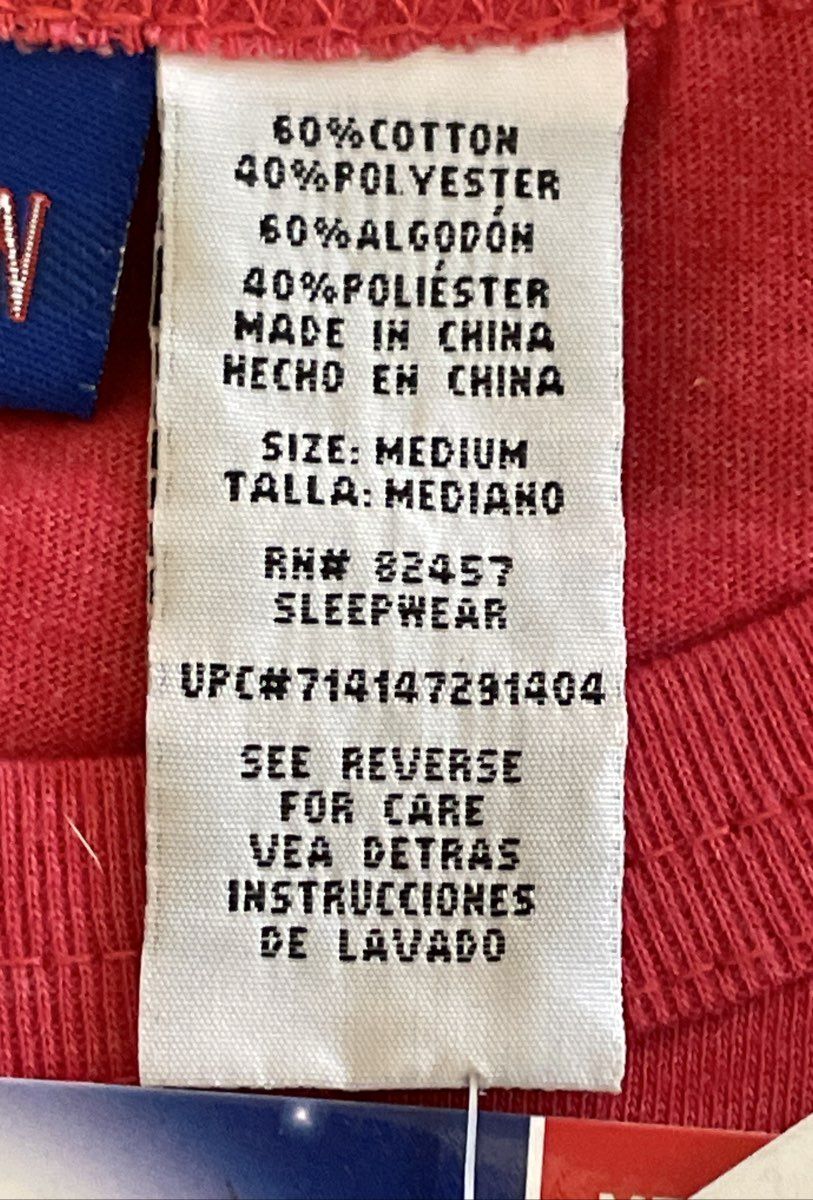 60%COTTON
40%POLYESTER
60%ALGODÓN
40%POLIÉSTER
MADE IN CHINA
HECHO EN CHINA
SIZE: MEDIUM
TALLA: MEDIANO
RN# 82457
SLEEPWEAR
UPC#714147291404
SEE REVERSE
FOR CARE
VEA DETRAS
INSTRUCCIONES
DE LAVADO
N